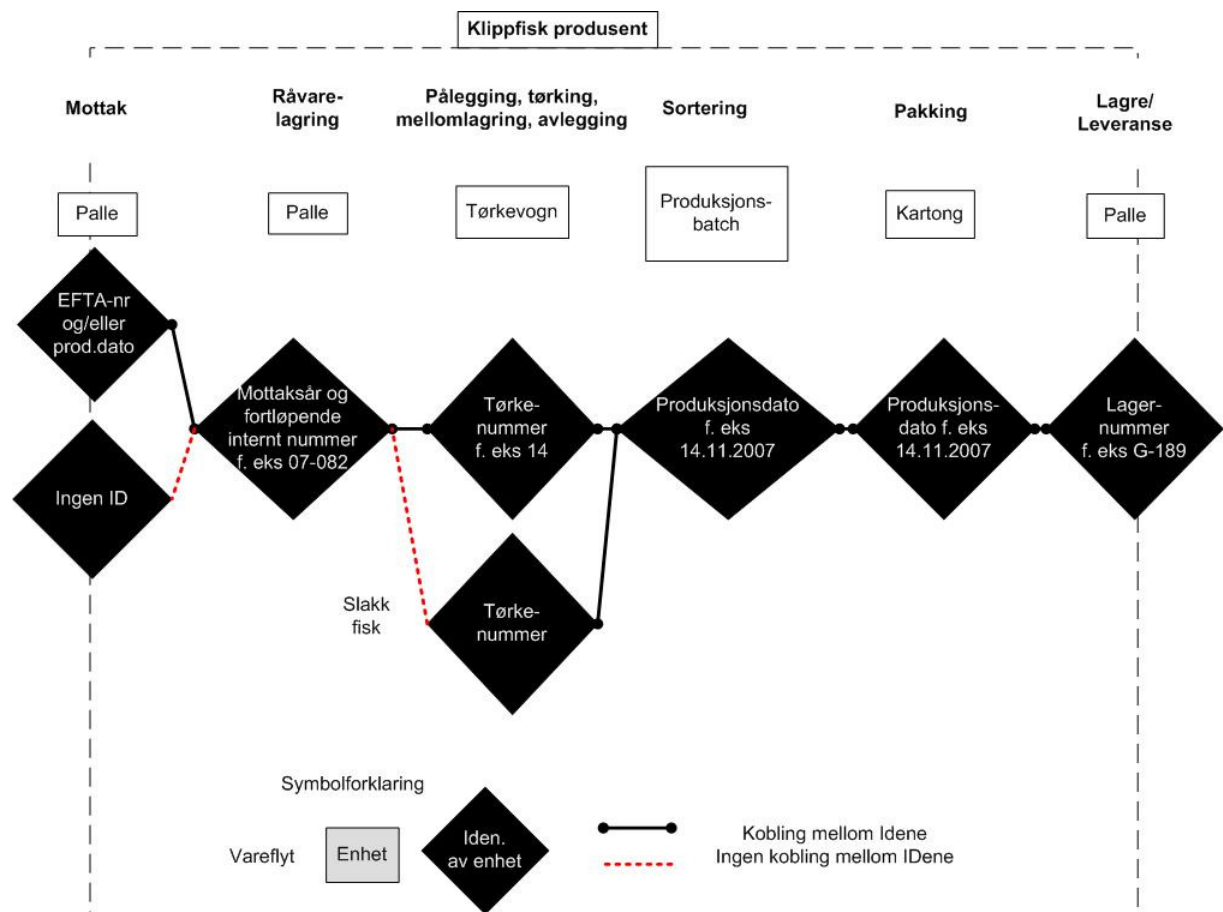 Klippfisk produsent
Mottak
Råvare-
lagring
Pålegging, tørking,
mellomlagring, avlegging
Sortering
Pakking
Lagre/
Leveranse
Palle
Palle
Tørkevogn
Produksjons-
batch
Kartong
Palle
EFTA-nr
og/eller
prod.dato
Ingen ID
Mottaksår og
fortløpende
internt nummer
f. eks 07-082
Tørke-
nummer
f. eks 14
Produksjonsdato
f. eks
14.11.2007
Produksjons-
dato f. eks
14.11.2007
Lager-
nummer
f. eks G-189
Slakk
fisk
Tørke-
nummer
Symbolforklaring
Vareflyt
Enhet
Iden.
av enhet
Kobling mellom Idene
Ingen kobling mellom IDene